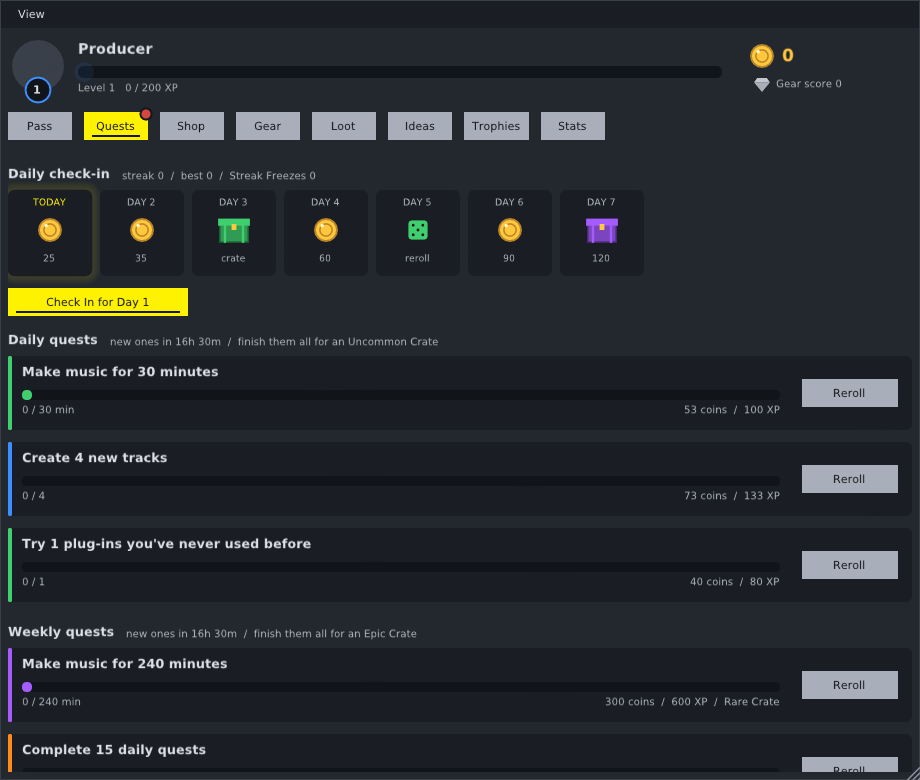 View
Producer
0
1
Level 1 0 / 200 XP
Gear score 0
Pass
Quests
Shop
Gear
Loot
Ideas
Trophies
Stats
Daily check-in streak 0 / best 0 / Streak Freezes 0
TODAY
25
DAY 2
35
DAY 3
crate
DAY 4
60
DAY 5
reroll
DAY 6
90
DAY 7
120
Check In for Day 1
Daily quests new ones in 16h 30m / finish them all for an Uncommon Crate
Make music for 30 minutes
0 / 30 min
53 coins / 100 XP
Reroll
Create 4 new tracks
0 / 4
73 coins / 133 XP
Reroll
Try 1 plug-ins you've never used before
0 / 1
40 coins / 80 XP
Reroll
Weekly quests new ones in 16h 30m / finish them all for an Epic Crate
Make music for 240 minutes
0 / 240 min
300 coins / 600 XP / Rare Crate
Reroll
Complete 15 daily quests
Reroll